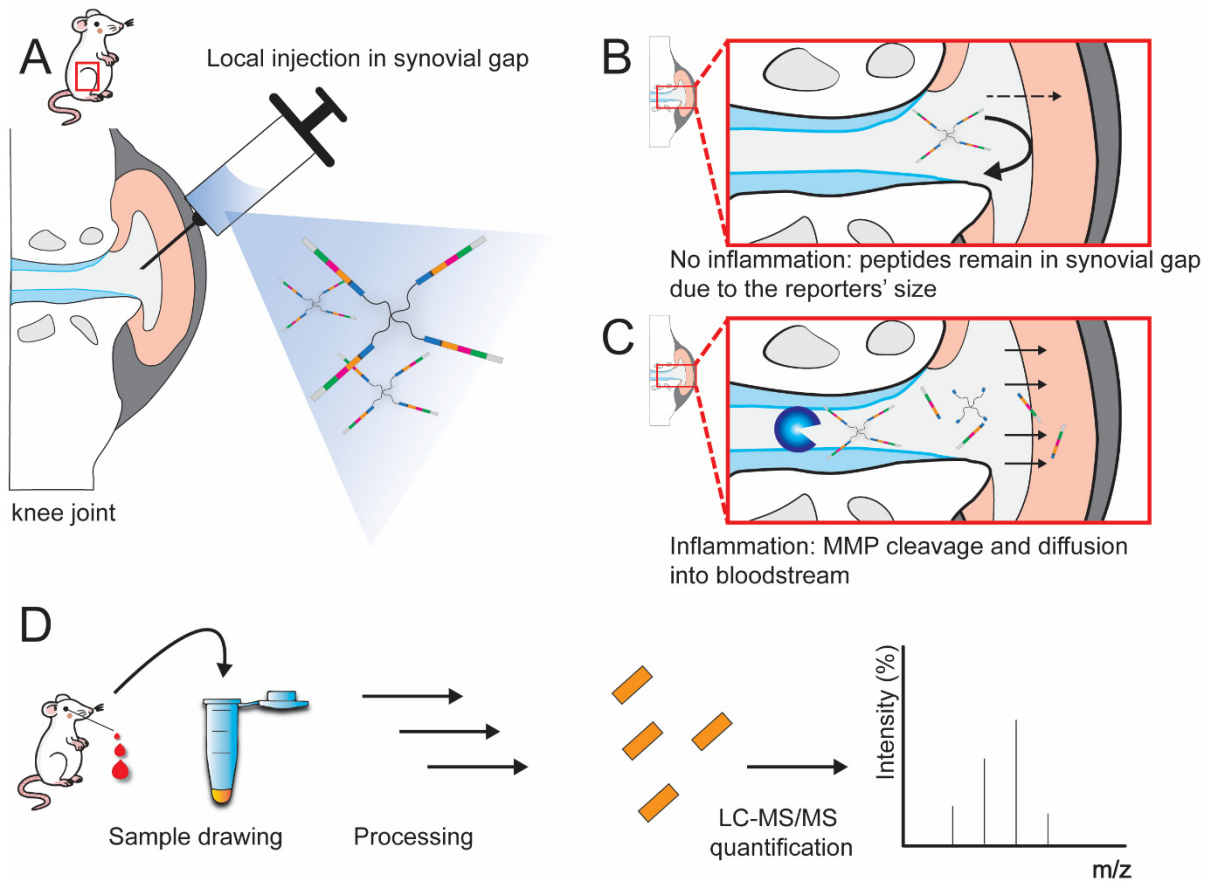 A
Local injection in synovial gap
knee joint
B
No inflammation: peptides remain in synovial gap
due to the reporters’ size
C
Inflammation: MMP cleavage and diffusion
into bloodstream
D
Sample drawing
Processing
LC-MS/MS
quantification
Intensity (%)
m/z